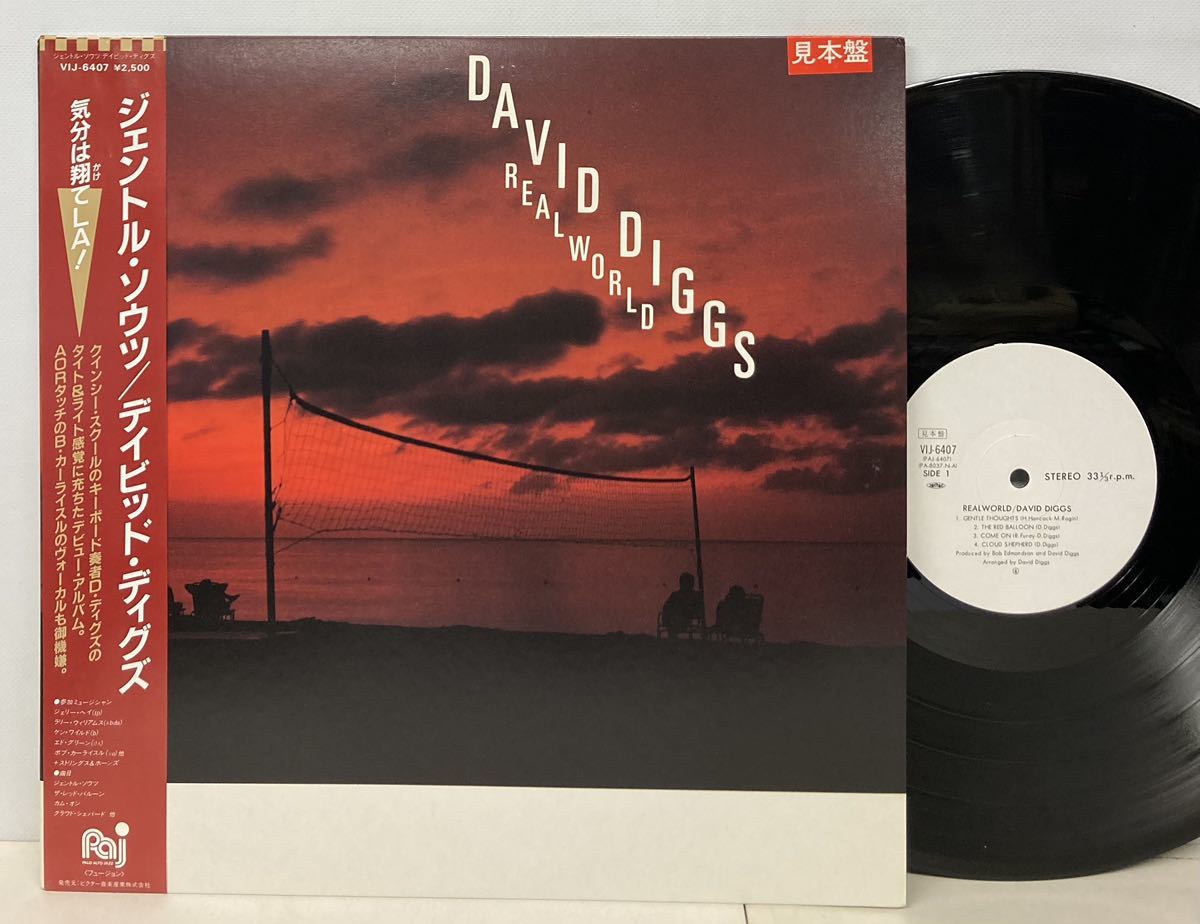 ジェントル・ソウツ デイビッド・ディグズ
VIJ-6407 ¥2,500
ジェントル・ソウツ/デイビッド・ディグズ
気分は翔てLA!
かけ
クインシー・スクールのキーボード奏者D・ディグズの
タイト&ライト感覚に充ちたデビュー・アルバム。
AORタッチのB・カーライスルのヴォーカルも御機嫌。
●参加ミュージシャン
ジェリー・ヘイ(tp)
ラリー・ウィリアムス(kbds)
ケン・ワイルド(b)
エド・グリーン(ds)
ボブ・カーライスル(vo)他
+ストリングス&ホーンズ
●曲目
ジェントル・ソウツ
ザ・レッド・バルーン
カム・オン
クラウド・シェパード 他
Paj
PALO ALTO JAZZ
〈フュージョン〉
発売元:ビクター音楽産業株式会社
見本盤
DAVID DIGGS
REALWORLD
見本盤
VIJ-6407
(PAJ-6407)
(PA-8037-N-A)
SIDE 1
STEREO 33⅓r.p.m.
REALWORLD/DAVID DIGGS
1. GENTLE THOUGHTS (H.Hancock-M.Ragin)
2. THE RED BALLOON (D.Diggs)
3. COME ON (R.Furey-D.Diggs)
4. CLOUD SHEPHERD (D.Diggs)
Produced by Bob Edmondson and David Diggs
Arranged by David Diggs